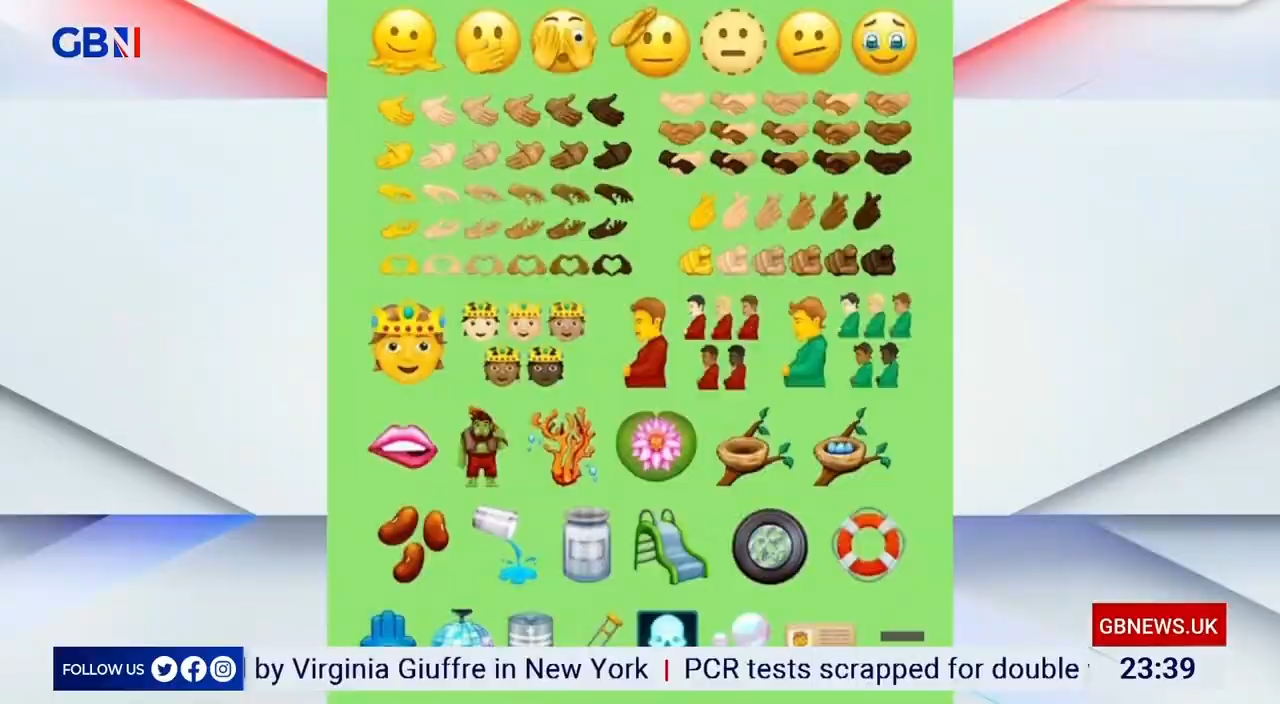 GBN
GBNEWS.UK
FOLLOW US
by Virginia Giuffre in New York | PCR tests scrapped for double
23:39